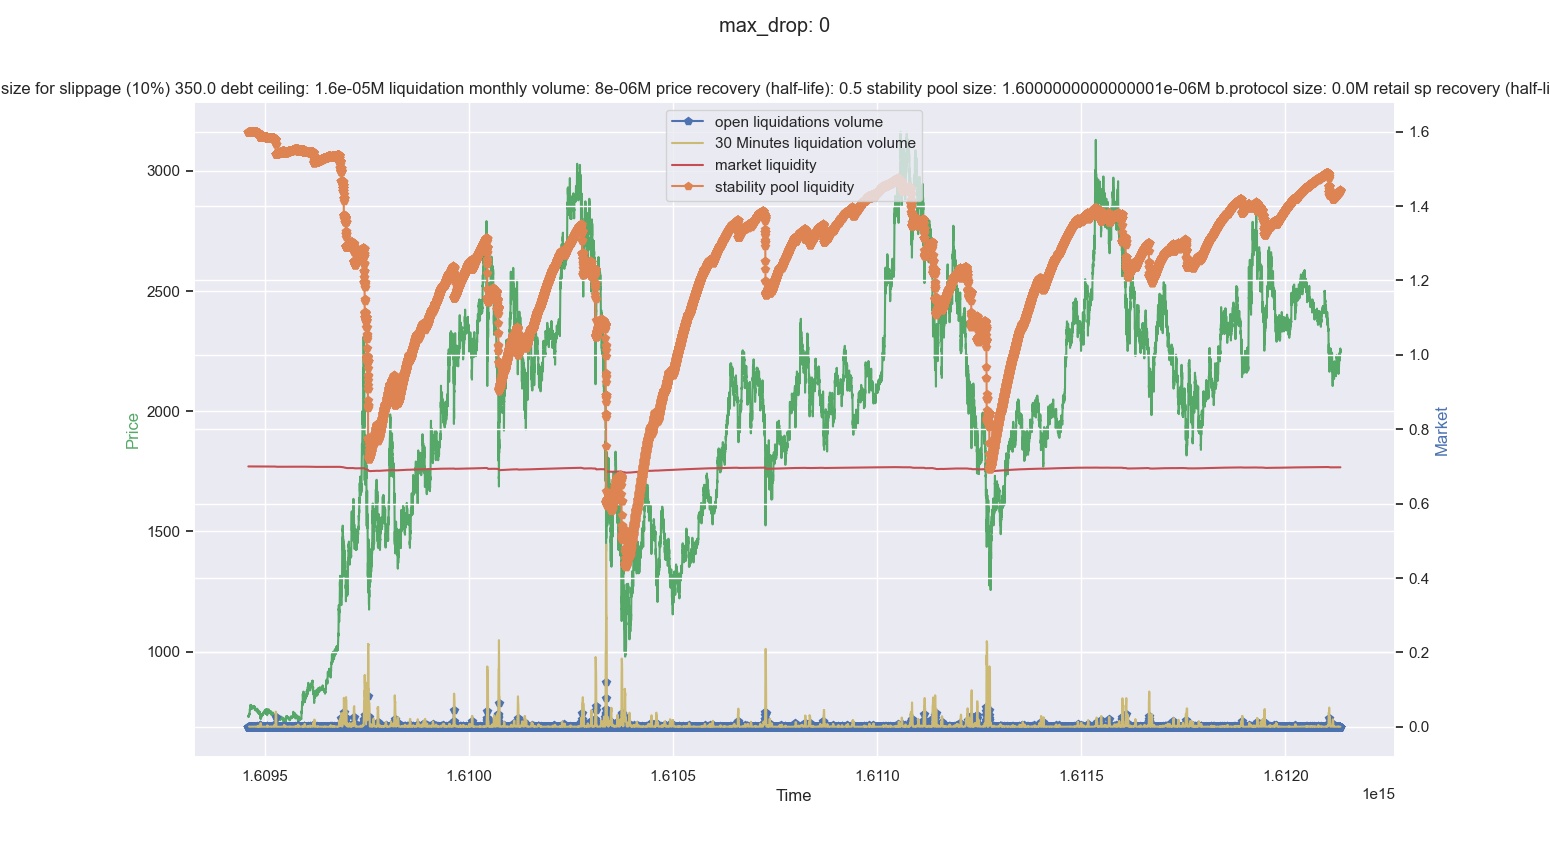 max_drop: 0
size for slippage (10%) 350.0 debt ceiling: 1.6e-05M liquidation monthly volume: 8e-06M price recovery (half-life): 0.5 stability pool size: 1.6000000000000001e-06M b.protocol size: 0.0M retail sp recovery (half-li
open liquidations volume
30 Minutes liquidation volume
market liquidity
stability pool liquidity
3000
2500
2000
1500
1000
Price
1.6
1.4
1.2
1.0
0.8
0.6
0.4
0.2
0.0
Market
1.6095 1.6100 1.6105 1.6110 1.6115 1.6120
Time
1e15